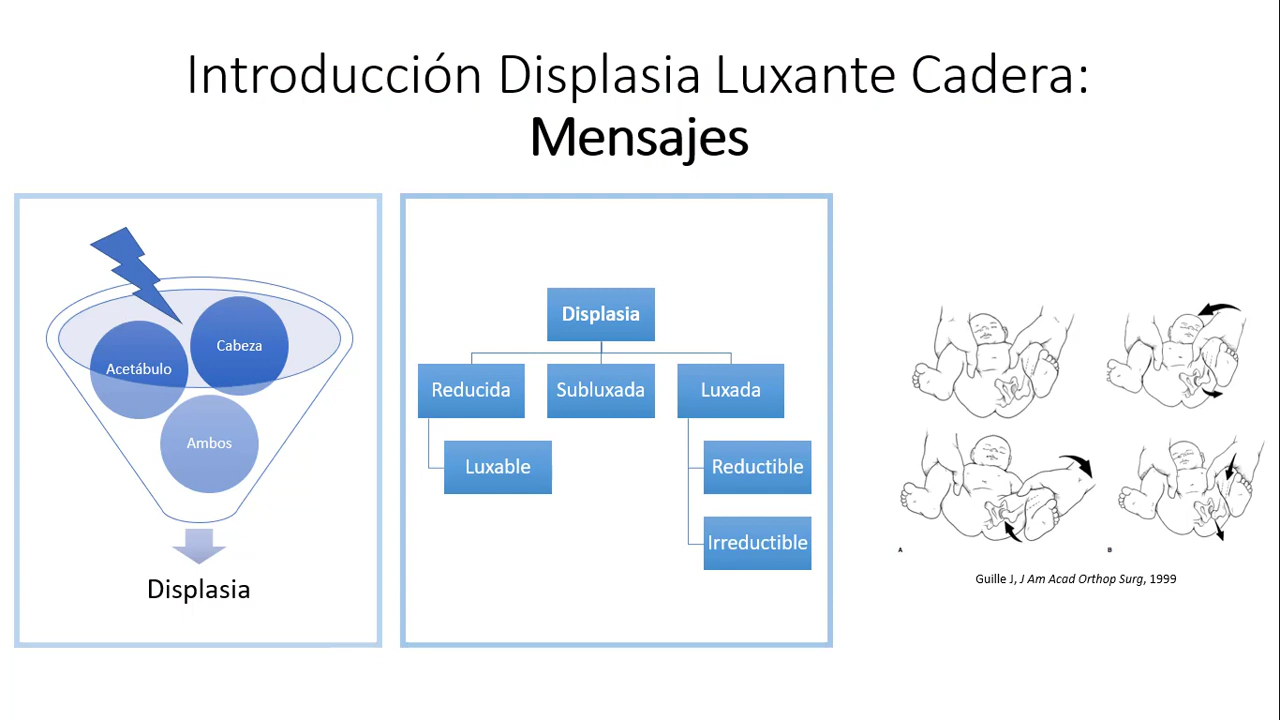 Introducción Displasia Luxante Cadera:
Mensajes
Acetábulo
Cabeza
Ambos
Displasia
Displasia
Reducida
Subluxada
Luxada
Luxable
Reductible
Irreductible
A
B
Guille J, J Am Acad Orthop Surg, 1999